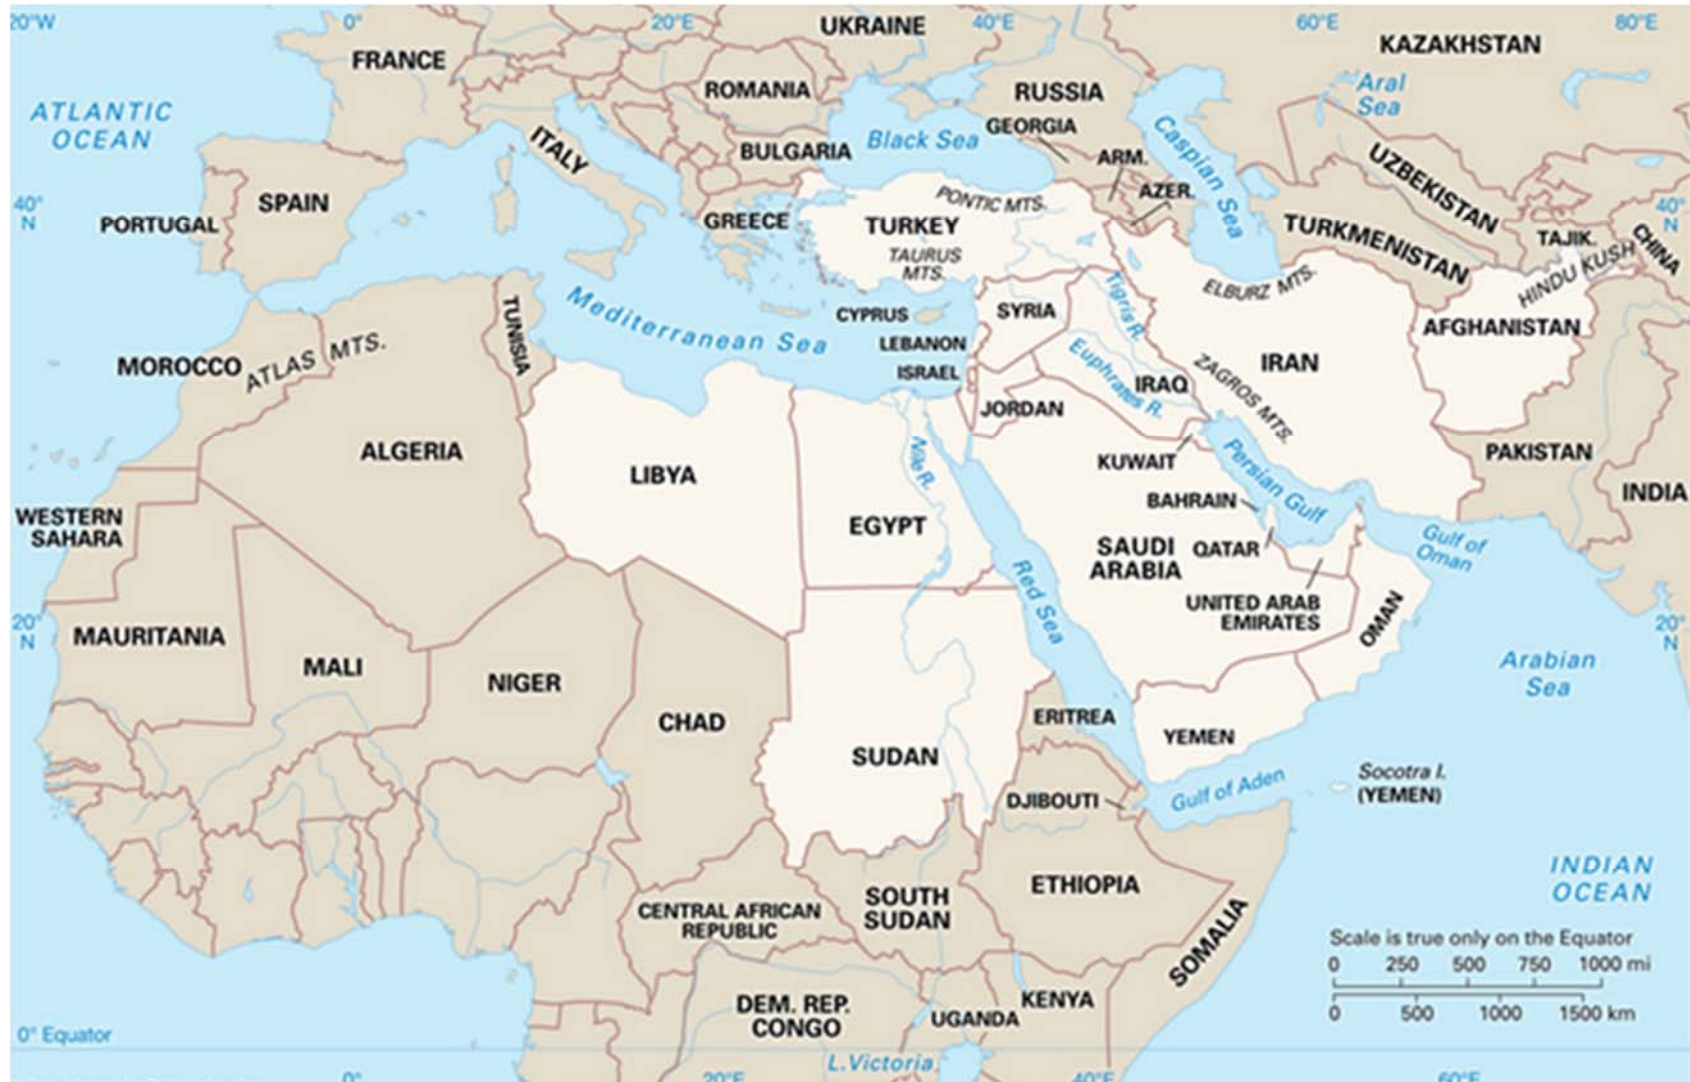 20°W
0°
20°E
40°E
60°E
80°E
UKRAINE
KAZAKHSTAN
FRANCE
ROMANIA
RUSSIA
Aral
Sea
ATLANTIC
OCEAN
GEORGIA
Black Sea
ITALY
BULGARIA
ARM.
AZER.
Caspian Sea
UZBEKISTAN
40°
N
SPAIN
PORTUGAL
GREECE
PONTIC MTS.
TURKEY
TAURUS
MTS.
TURKMENISTAN
TAJIK.
CHINA
40°
N
HINDU KUSH
ELBURZ MTS.
Mediterranean Sea
CYPRUS
SYRIA
Tigris R.
AFGHANISTAN
TUNISIA
LEBANON
ISRAEL
MOROCCO
ATLAS MTS.
Euphrates R.
IRAQ
IRAN
ZAGROS MTS.
JORDAN
ALGERIA
LIBYA
Nile R.
KUWAIT
Persian Gulf
PAKISTAN
INDIA
WESTERN
SAHARA
EGYPT
BAHRAIN
SAUDI
ARABIA
QATAR
Gulf of
Oman
Red Sea
UNITED ARAB
EMIRATES
OMAN
20°
N
MAURITANIA
MALI
NIGER
CHAD
20°
N
Arabian
Sea
ERITREA
YEMEN
SUDAN
Socotra I.
(YEMEN)
DJIBOUTI
Gulf of Aden
INDIAN
OCEAN
ETHIOPIA
SOUTH
SUDAN
CENTRAL AFRICAN
REPUBLIC
SOMALIA
Scale is true only on the Equator
0 250 500 750 1000 mi
0 500 1000 1500 km
DEM. REP.
CONGO
UGANDA
KENYA
0° Equator
L. Victoria
0°
20°E
40°E
60°E